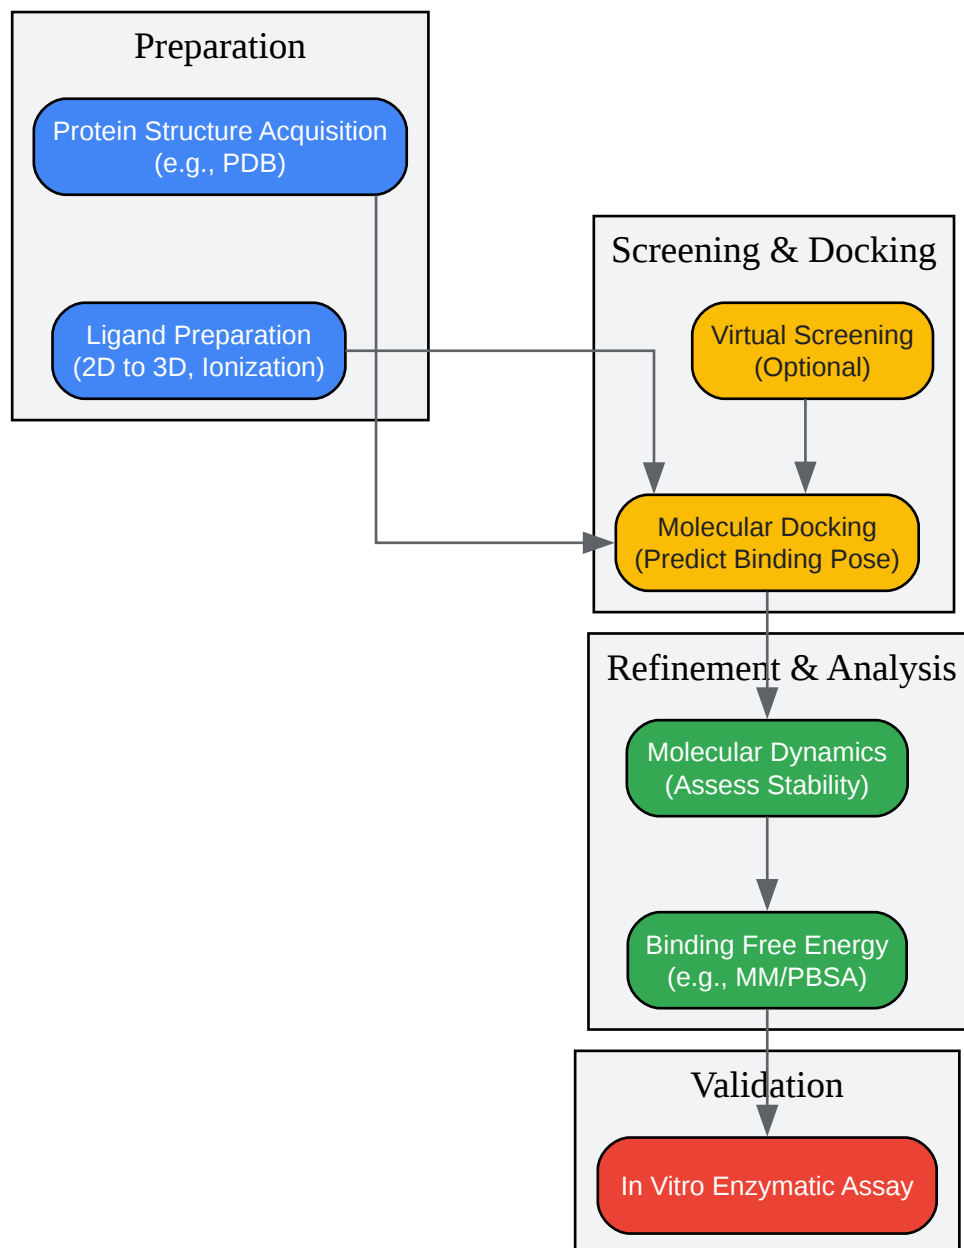 Preparation
Protein Structure Acquisition
(e.g., PDB)
Ligand Preparation
(2D to 3D, Ionization)
Screening & Docking
Virtual Screening
(Optional)
Molecular Docking
(Predict Binding Pose)
Refinement & Analysis
Molecular Dynamics
(Assess Stability)
Binding Free Energy
(e.g., MM/PBSA)
Validation
In Vitro Enzymatic Assay